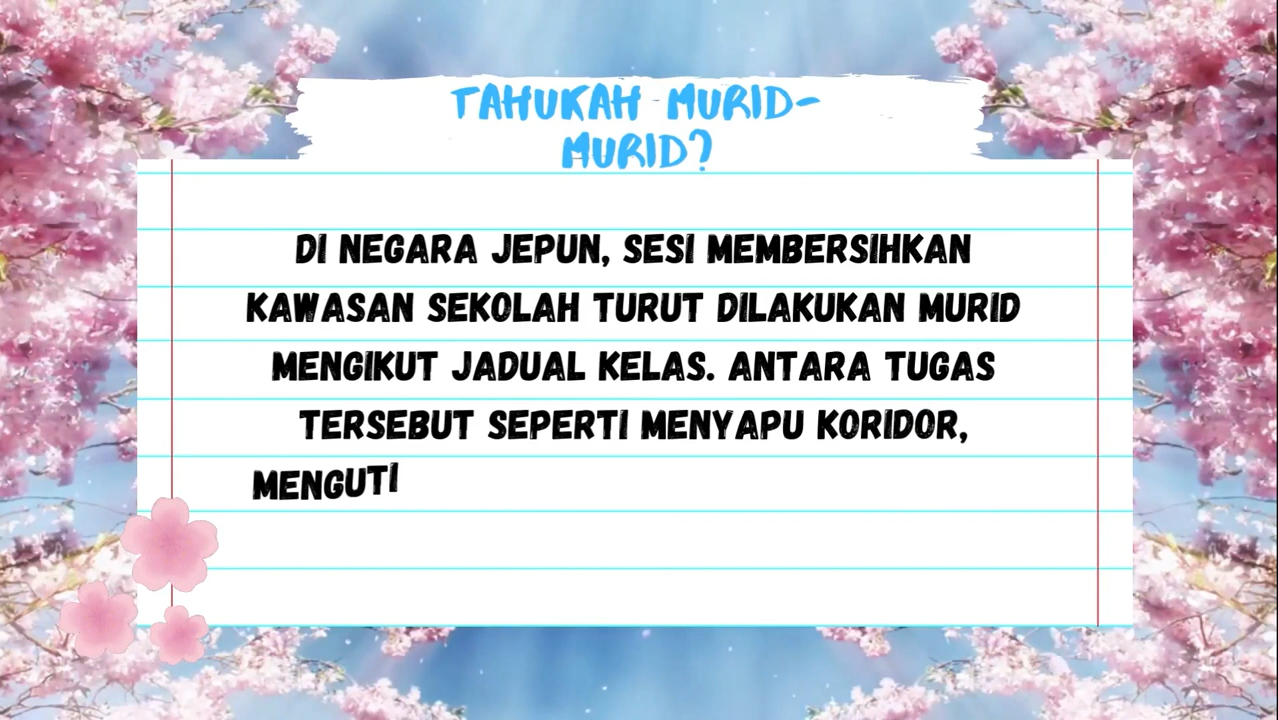 TAHUKAH MURID-
MURID?
DI NEGARA JEPUN, SESI MEMBERSIHKAN
KAWASAN SEKOLAH TURUT DILAKUKAN MURID
MENGIKUT JADUAL KELAS. ANTARA TUGAS
TERSEBUT SEPERTI MENYAPU KORIDOR,
MENGUTI